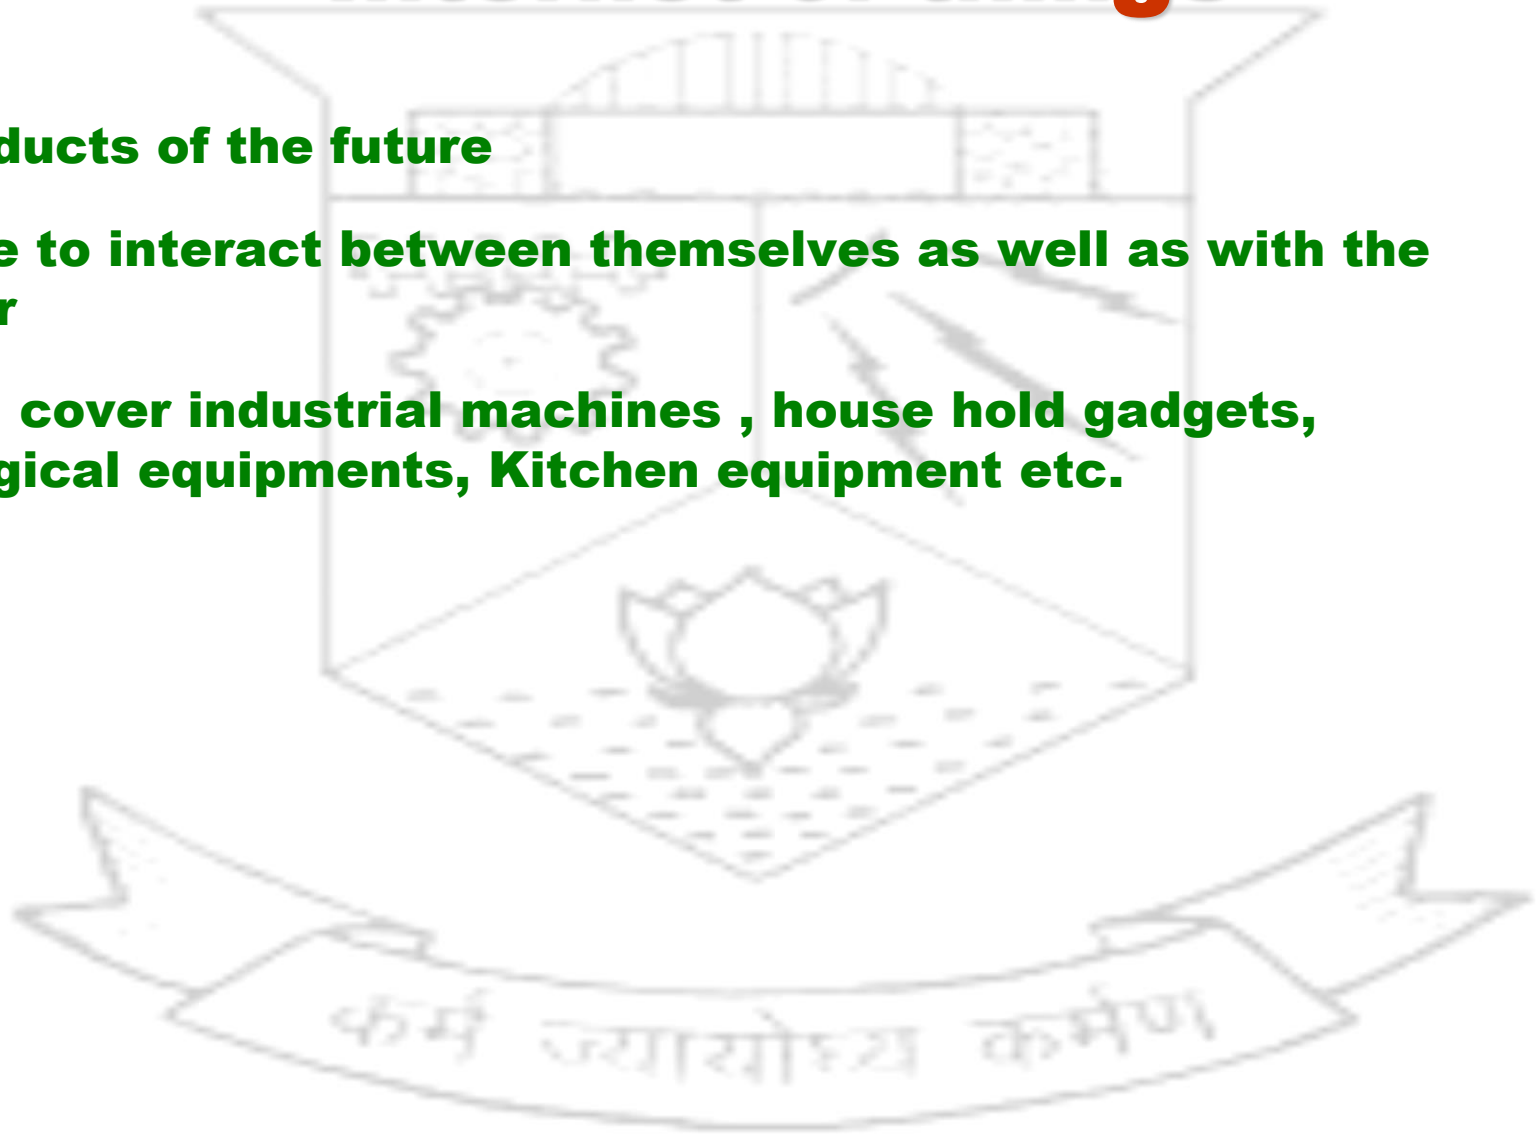 ducts of the future
e to interact between themselves as well as with the
r
cover industrial machines , house hold gadgets,
gical equipments, Kitchen equipment etc.
कर्म ज्यायोध्य कर्मण